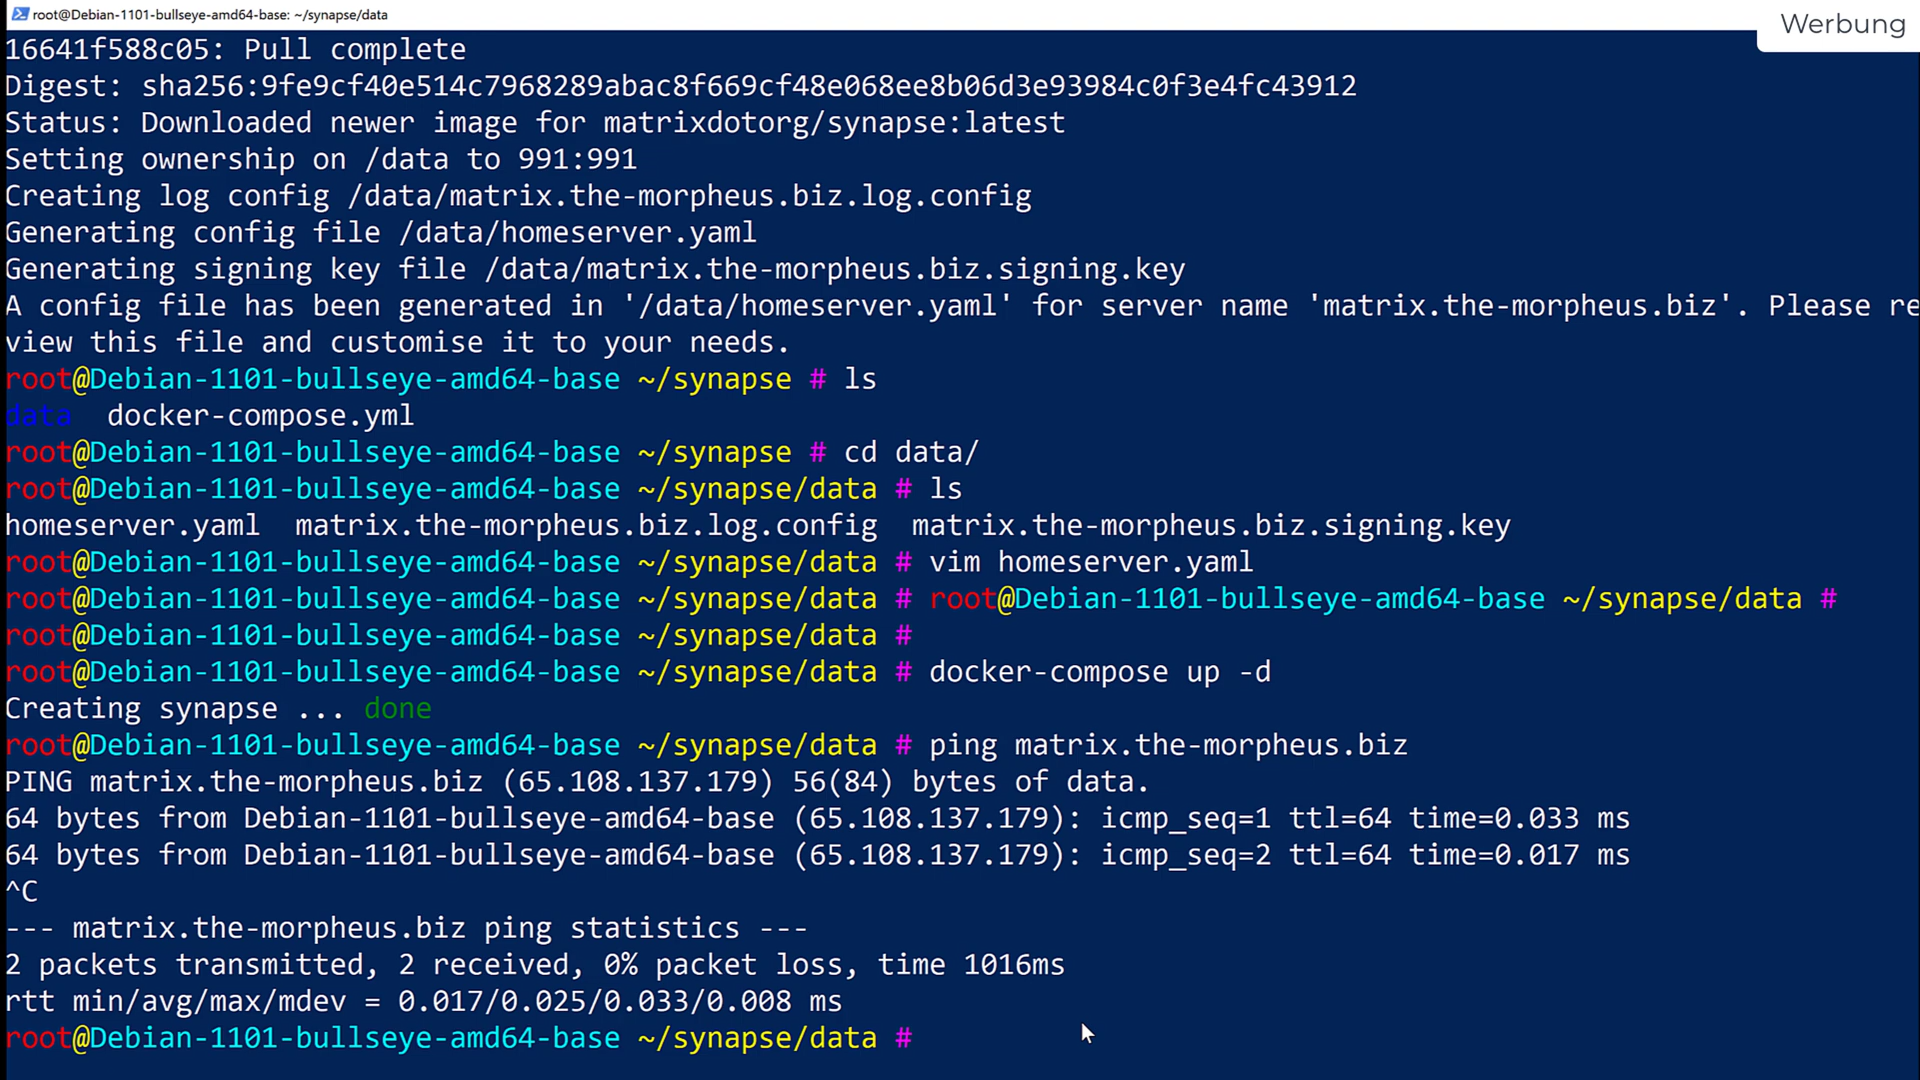 root@Debian-1101-bullseye-amd64-base: ~/synapse/data
Werbung
16641f588c05: Pull complete
Digest: sha256:9fe9cf40e514c7968289abac8f669cf48e068ee8b06d3e93984c0f3e4fc43912
Status: Downloaded newer image for matrixdotorg/synapse:latest
Setting ownership on /data to 991:991
Creating log config /data/matrix.the-morpheus.biz.log.config
Generating config file /data/homeserver.yaml
Generating signing key file /data/matrix.the-morpheus.biz.signing.key
A config file has been generated in '/data/homeserver.yaml' for server name 'matrix.the-morpheus.biz'. Please re
view this file and customise it to your needs.
root@Debian-1101-bullseye-amd64-base ~/synapse # ls
data  docker-compose.yml
root@Debian-1101-bullseye-amd64-base ~/synapse # cd data/
root@Debian-1101-bullseye-amd64-base ~/synapse/data # ls
homeserver.yaml  matrix.the-morpheus.biz.log.config  matrix.the-morpheus.biz.signing.key
root@Debian-1101-bullseye-amd64-base ~/synapse/data # vim homeserver.yaml
root@Debian-1101-bullseye-amd64-base ~/synapse/data # root@Debian-1101-bullseye-amd64-base ~/synapse/data #
root@Debian-1101-bullseye-amd64-base ~/synapse/data #
root@Debian-1101-bullseye-amd64-base ~/synapse/data # docker-compose up -d
Creating synapse ... done
root@Debian-1101-bullseye-amd64-base ~/synapse/data # ping matrix.the-morpheus.biz
PING matrix.the-morpheus.biz (65.108.137.179) 56(84) bytes of data.
64 bytes from Debian-1101-bullseye-amd64-base (65.108.137.179): icmp_seq=1 ttl=64 time=0.033 ms
64 bytes from Debian-1101-bullseye-amd64-base (65.108.137.179): icmp_seq=2 ttl=64 time=0.017 ms
^C
--- matrix.the-morpheus.biz ping statistics ---
2 packets transmitted, 2 received, 0% packet loss, time 1016ms
rtt min/avg/max/mdev = 0.017/0.025/0.033/0.008 ms
root@Debian-1101-bullseye-amd64-base ~/synapse/data #